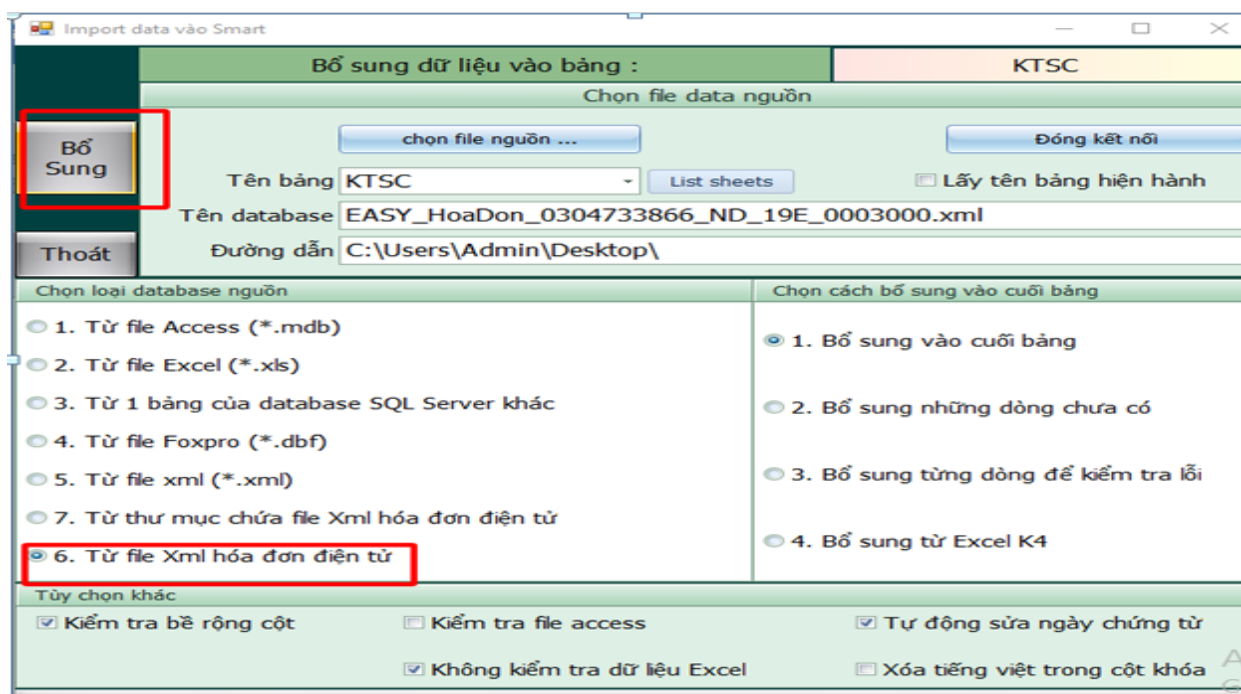 Import data vào Smart
Bổ sung dữ liệu vào bảng : KTSC
Chọn file data nguồn
Bổ Sung
chọn file nguồn ... Đóng kết nối
Tên bảng KTSC List sheets Lấy tên bảng hiện hành
Tên database EASY_HoaDon_0304733866_ND_19E_0003000.xml
Thoát
Đường dẫn C:\Users\Admin\Desktop\
Chọn loại database nguồn
1. Từ file Access (*.mdb)
2. Từ file Excel (*.xls)
3. Từ 1 bảng của database SQL Server khác
4. Từ file Foxpro (*.dbf)
5. Từ file xml (*.xml)
7. Từ thư mục chứa file Xml hóa đơn điện tử
6. Từ file Xml hóa đơn điện tử
Chọn cách bổ sung vào cuối bảng
1. Bổ sung vào cuối bảng
2. Bổ sung những dòng chưa có
3. Bổ sung từng dòng để kiểm tra lỗi
4. Bổ sung từ Excel K4
Tùy chọn khác
Kiểm tra bề rộng cột Kiểm tra file access Tự động sửa ngày chứng từ
Không kiểm tra dữ liệu Excel Xóa tiếng việt trong cột khóa